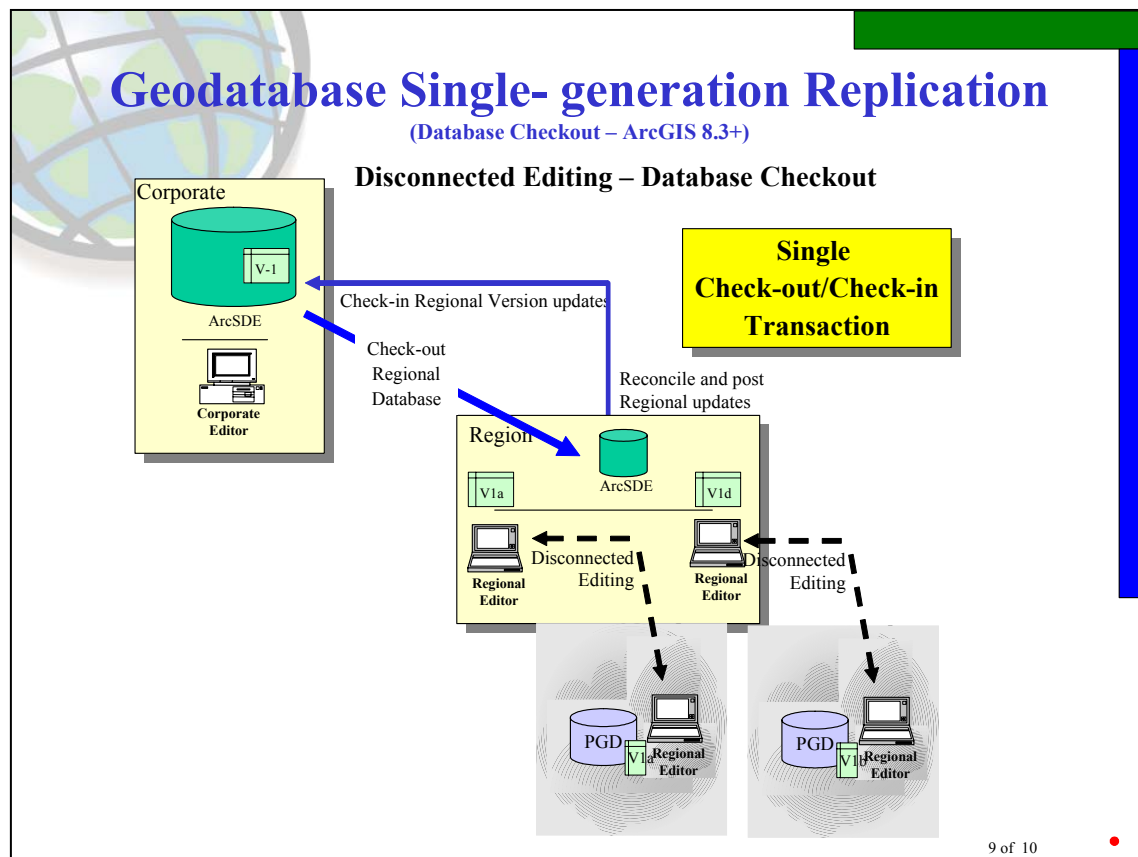 Geodatabase Single- generation Replication
(Database Checkout – ArcGIS 8.3+)
Disconnected Editing – Database Checkout
Corporate
V-1
ArcSDE
Corporate
Editor
Check-in Regional Version updates
Check-out
Regional
Database
Single
Check-out/Check-in
Transaction
Reconcile and post
Regional updates
Region
ArcSDE
V1a
V1d
Regional
Editor
Disconnected
Editing
Regional
Editor
Disconnected
Editing
PGD
V1a
Regional
Editor
PGD
V1b
Regional
Editor
9 of 10